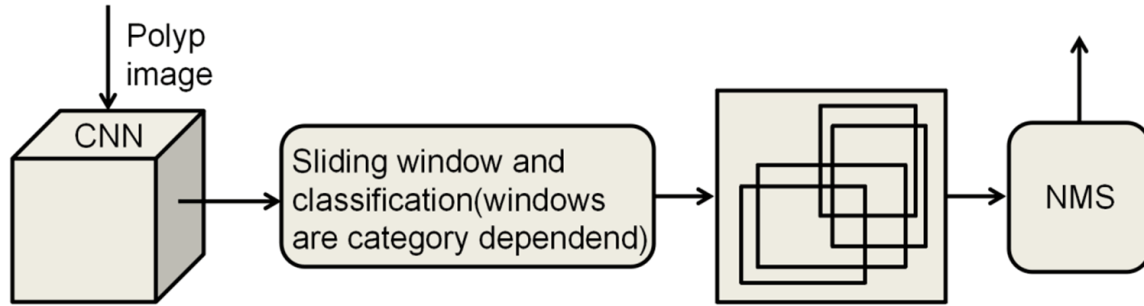 Polyp
image
CNN
Sliding window and
classification(windows
are category dependend)
NMS